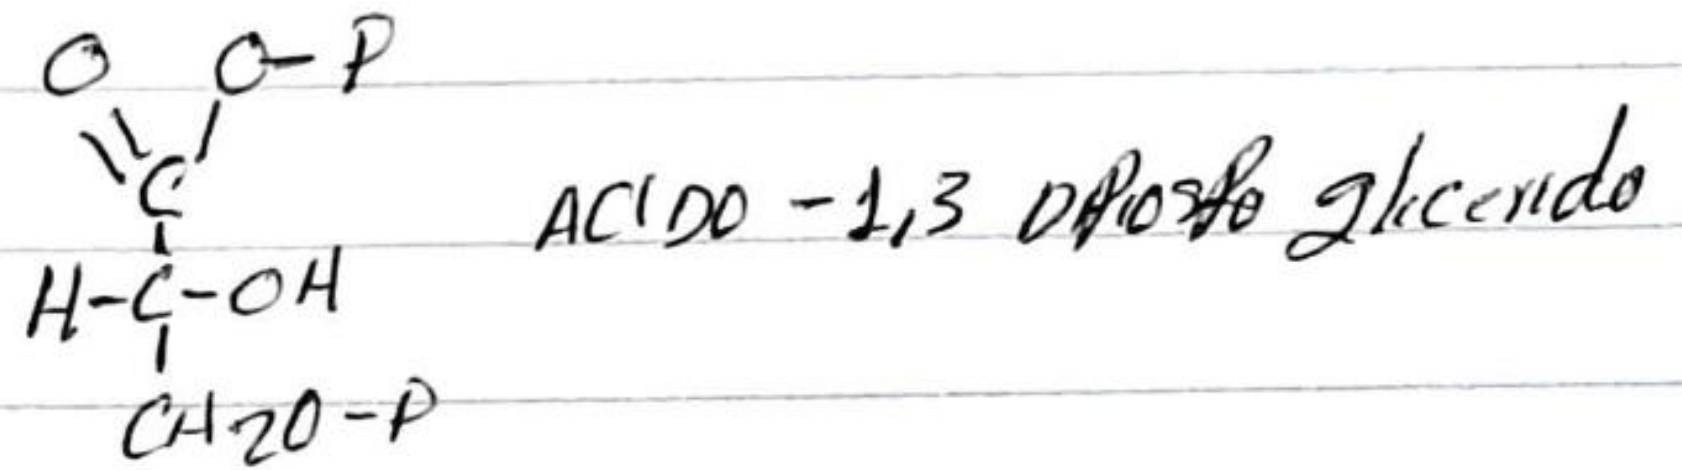 O O-P
C
ACIDO-1,3 Difosfo glicerido
H-C-OH
CH2O-P